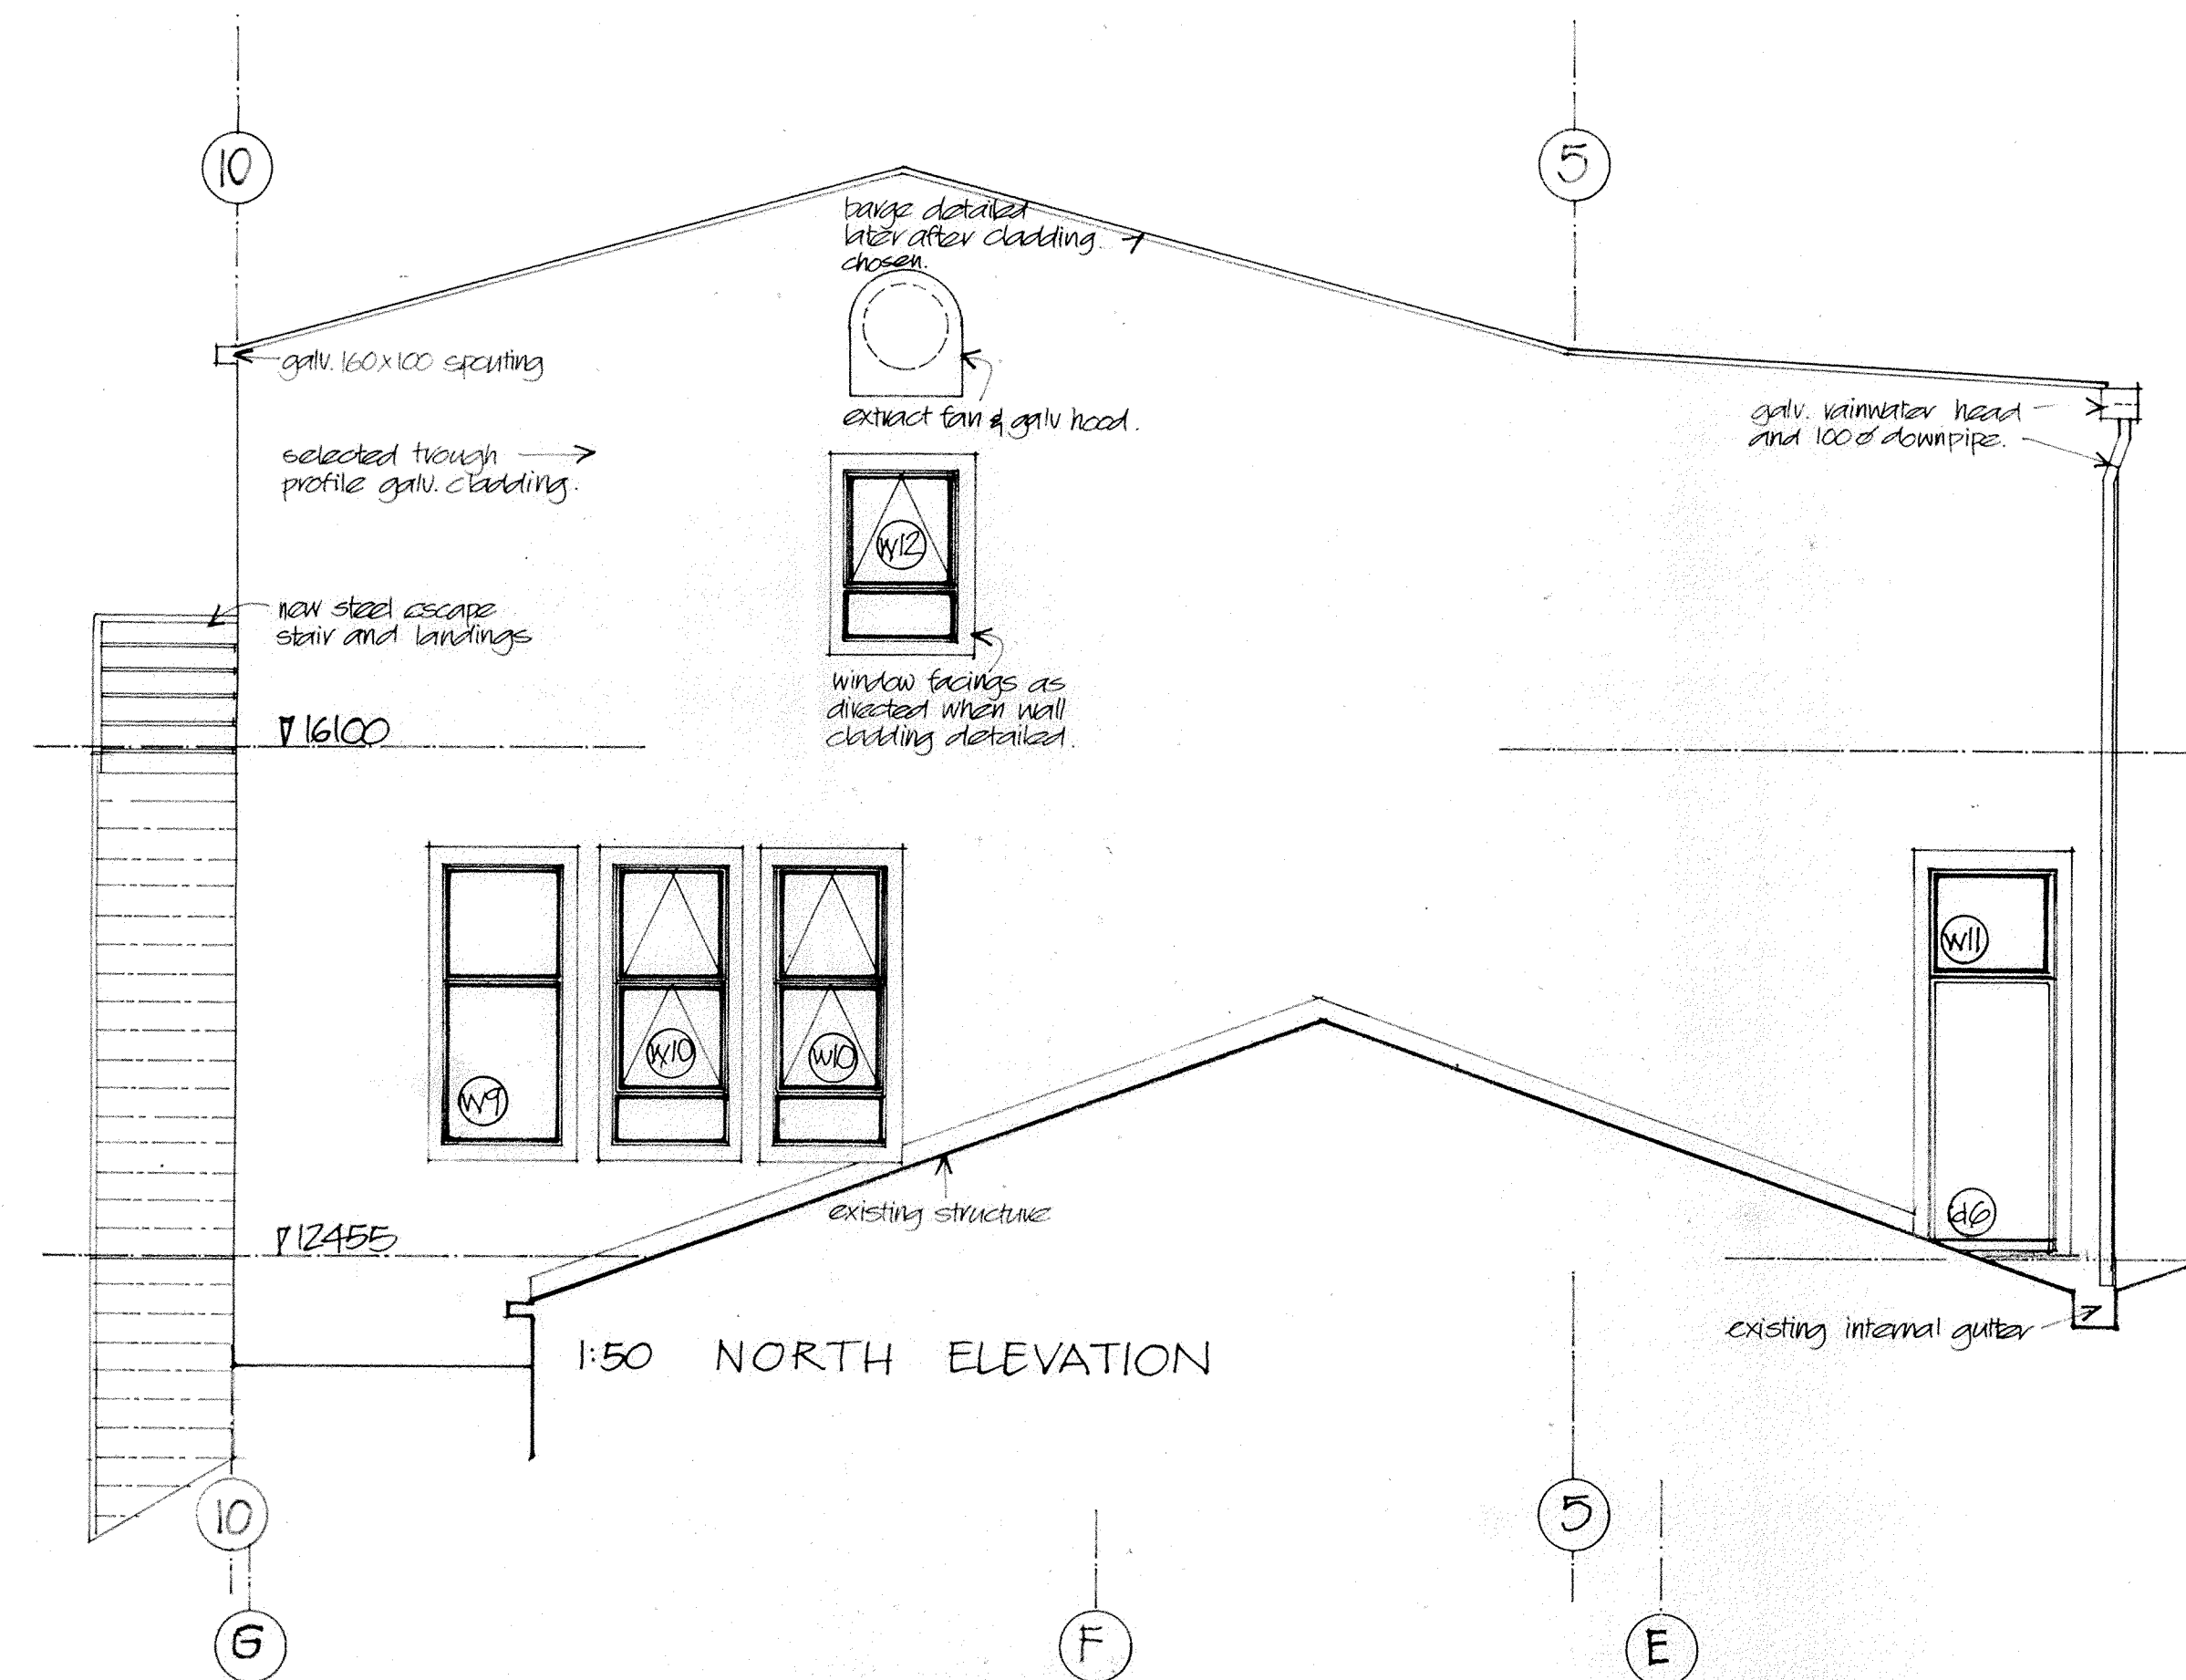 10
5
barge detailed
later after cladding
chosen.
galv. 160x100 spouting
extract fan & galv hood.
galv. rainwater head
and 100ø downpipe.
selected trough
profile galv. cladding.
W12
new steel escape
stair and landings
window facings as
directed when wall
cladding detailed.
16100
W9
W10
W10
W11
d6
existing structure
12455
existing internal gutter
1:50 NORTH ELEVATION
10
5
G
F
E